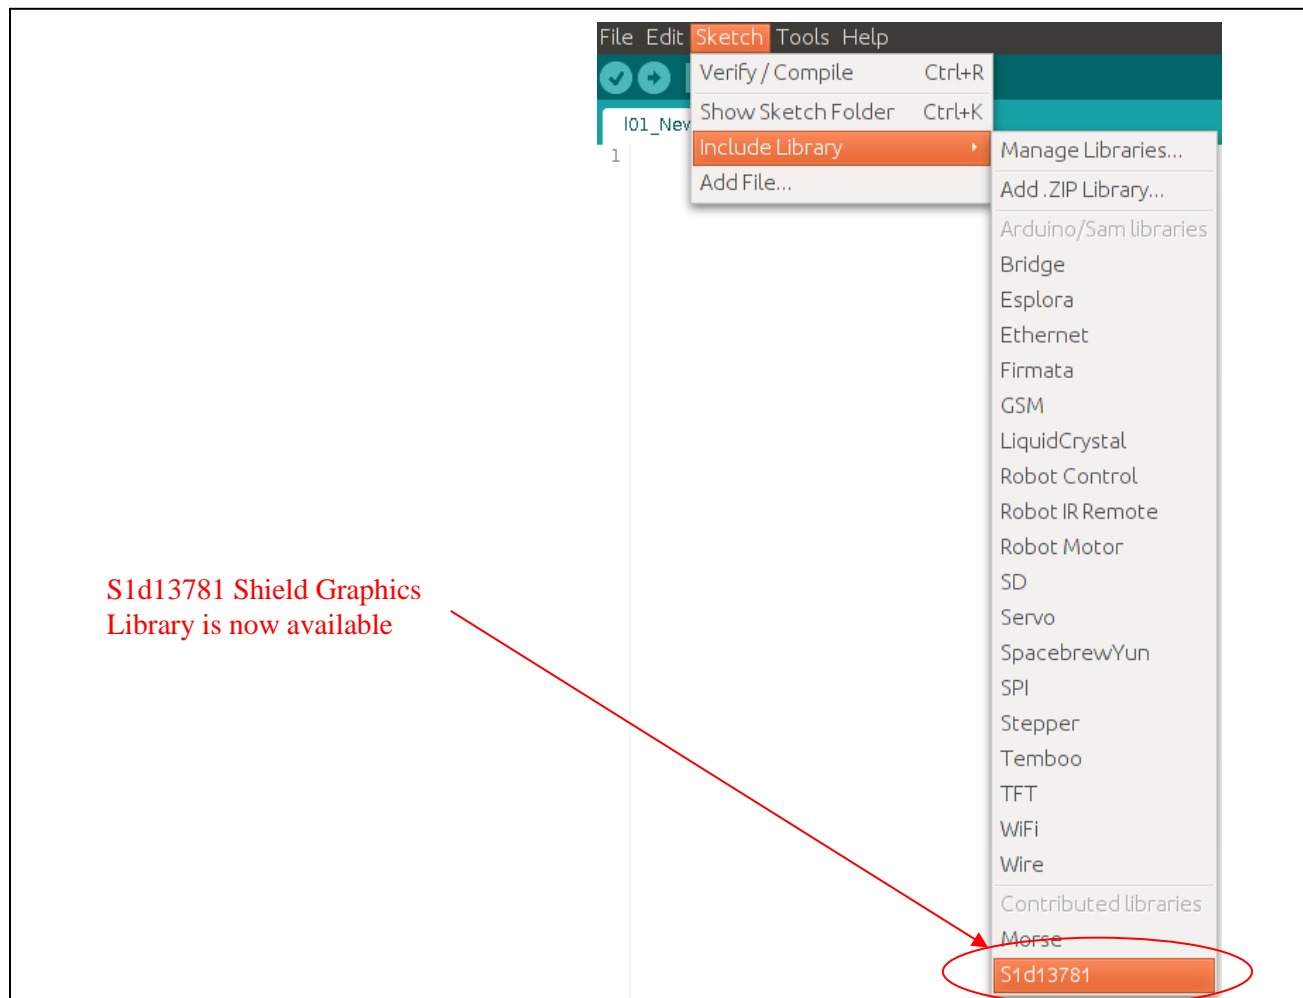 File Edit Sketch Tools Help
Verify / Compile Ctrl+R
Show Sketch Folder Ctrl+K
l01_New
Include Library
1
Add File...
Manage Libraries...
Add .ZIP Library...
Arduino/Sam libraries
Bridge
Esplora
Ethernet
Firmata
GSM
LiquidCrystal
Robot Control
Robot IR Remote
Robot Motor
SD
Servo
SpacebrewYun
SPI
Stepper
Temboo
TFT
WiFi
Wire
Contributed libraries
Morse
S1d13781
S1d13781 Shield Graphics
Library is now available